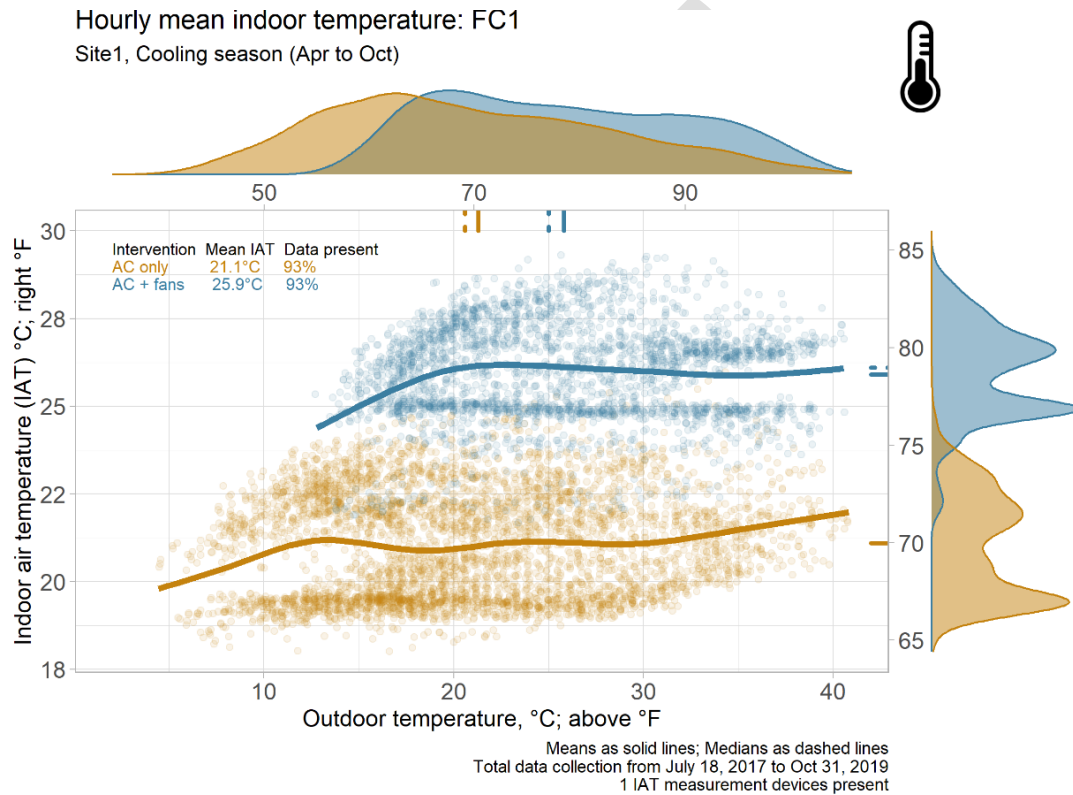 Hourly mean indoor temperature: FC1
Site1, Cooling season (Apr to Oct)
50 70 90
30 85
Intervention Mean IAT Data present
AC only 21.1°C 93%
AC + fans 25.9°C 93%
28 80
25 75
22 70
20 65
18
Indoor air temperature (IAT) °C; right °F
10 20 30 40
Outdoor temperature, °C; above °F
Means as solid lines; Medians as dashed lines
Total data collection from July 18, 2017 to Oct 31, 2019
1 IAT measurement devices present